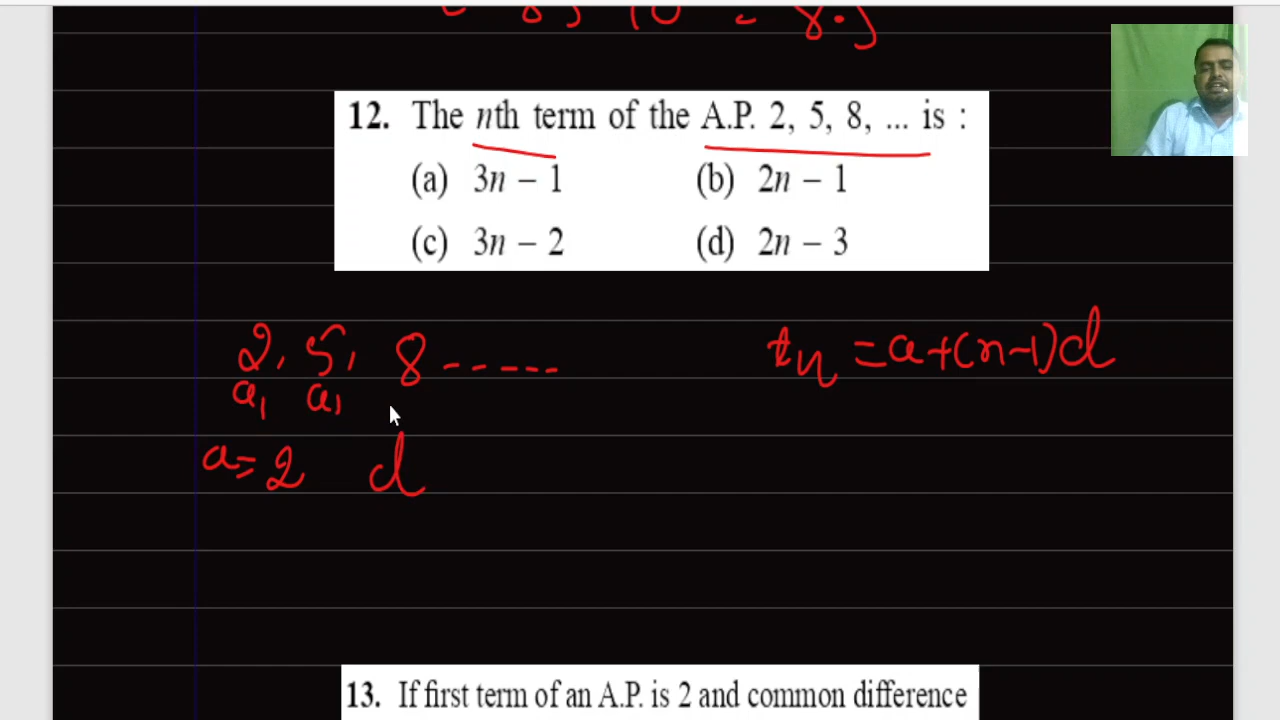 12. The nth term of the A.P. 2, 5, 8, ... is :
(a) 3n – 1 (b) 2n – 1
(c) 3n – 2 (d) 2n – 3
2, 5, 8 ----- tn = a+(n-1)d
a1 a1
a=2 d
13. If first term of an A.P. is 2 and common difference